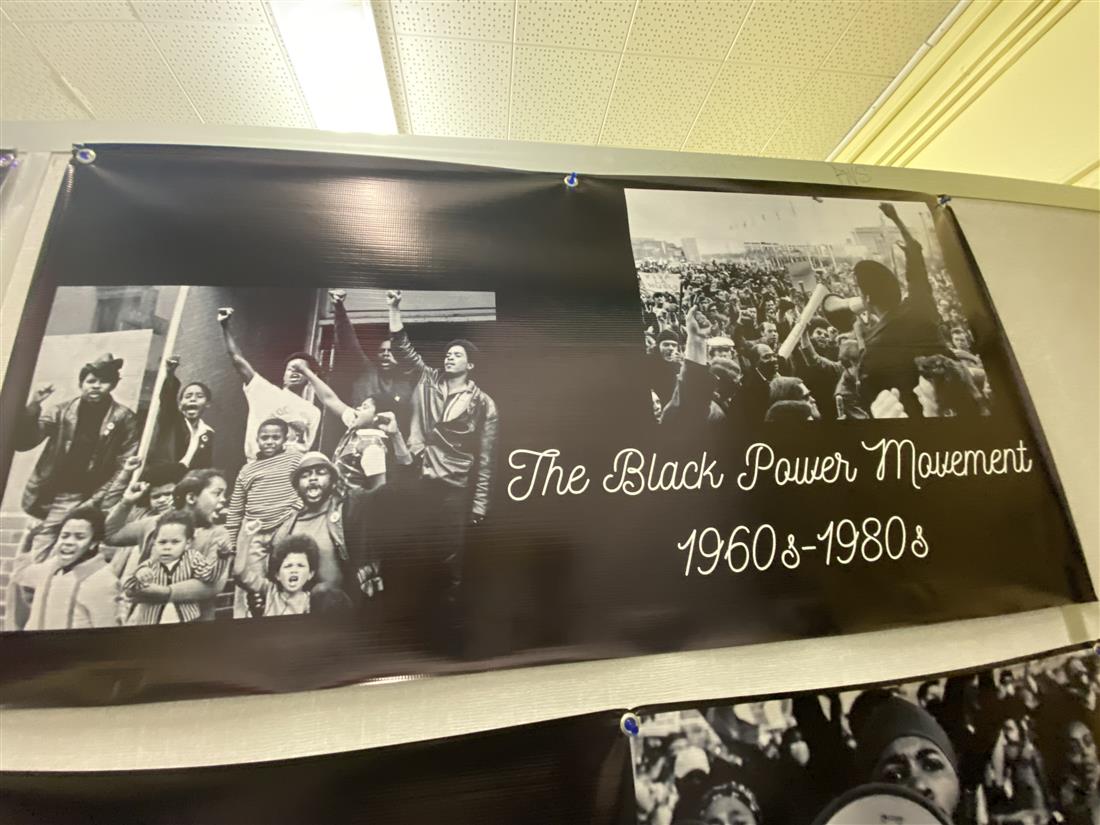 The Black Power Movement
1960s-1980s